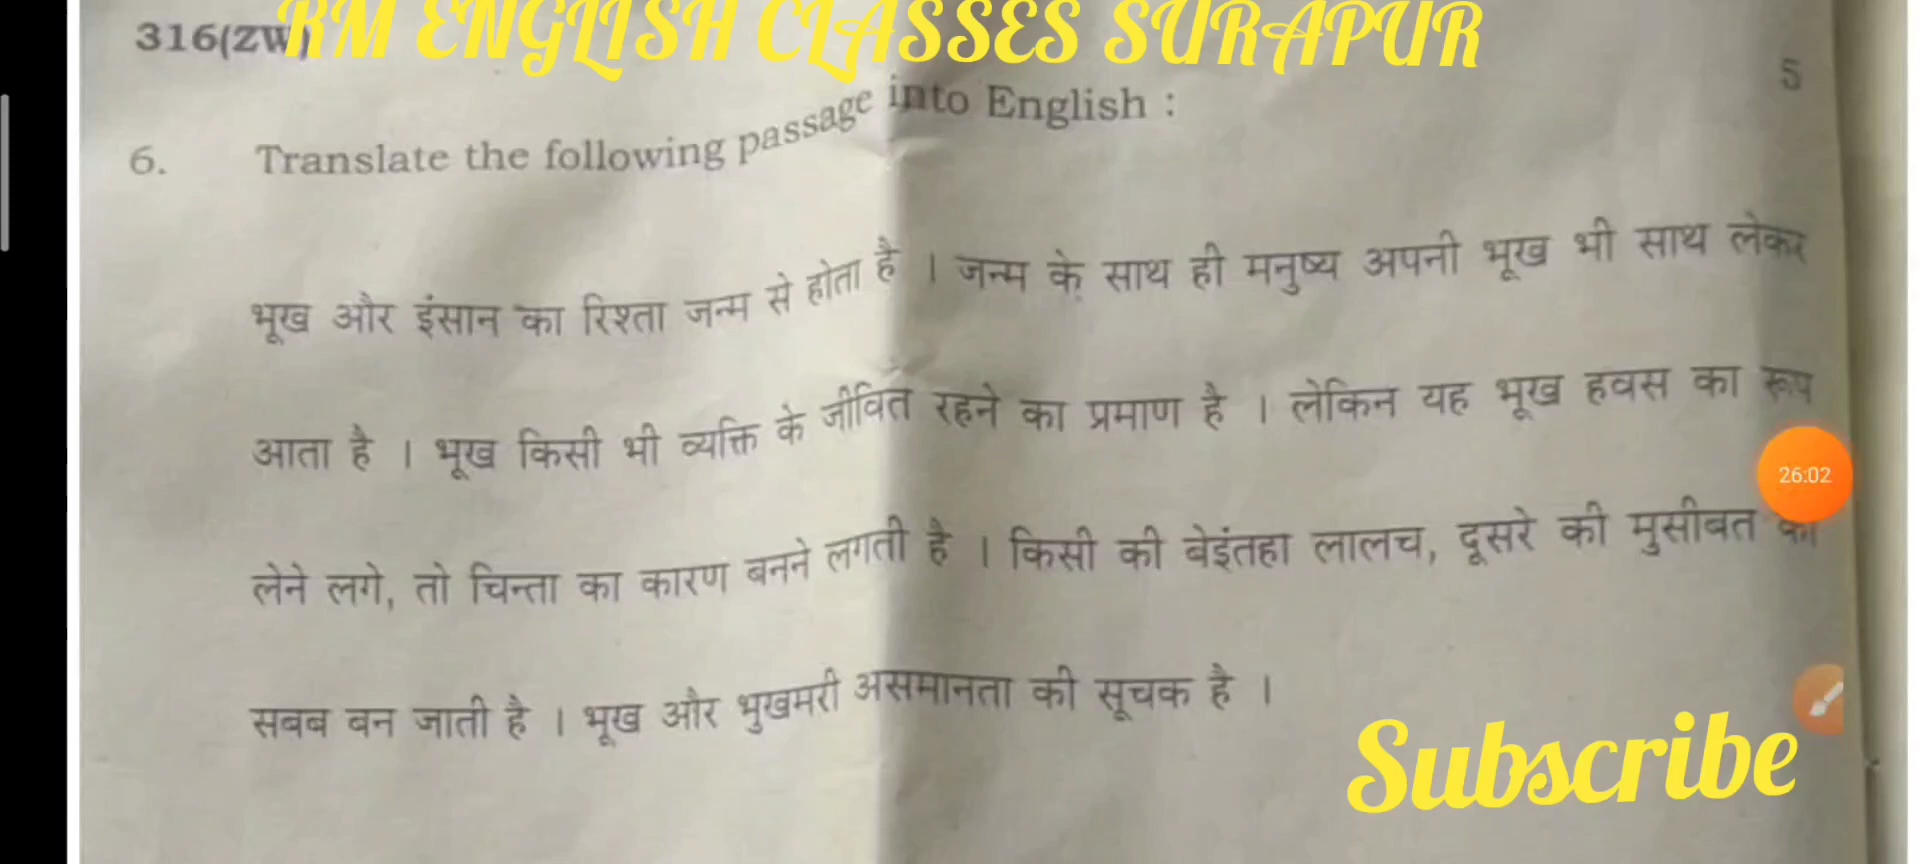 316(ZW)
RM ENGLISH CLASSES SURAPUR
5
6. Translate the following passage into English :
भूख और इंसान का रिश्ता जन्म से होता है । जन्म के साथ ही मनुष्य अपनी भूख भी साथ लेकर
आता है । भूख किसी भी व्यक्ति के जीवित रहने का प्रमाण है । लेकिन यह भूख हवस का रूप
26:02
लेने लगे, तो चिन्ता का कारण बनने लगती है । किसी की बेइंतहा लालच, दूसरे की मुसीबत का
सबब बन जाती है । भूख और भुखमरी असमानता की सूचक है ।
Subscribe